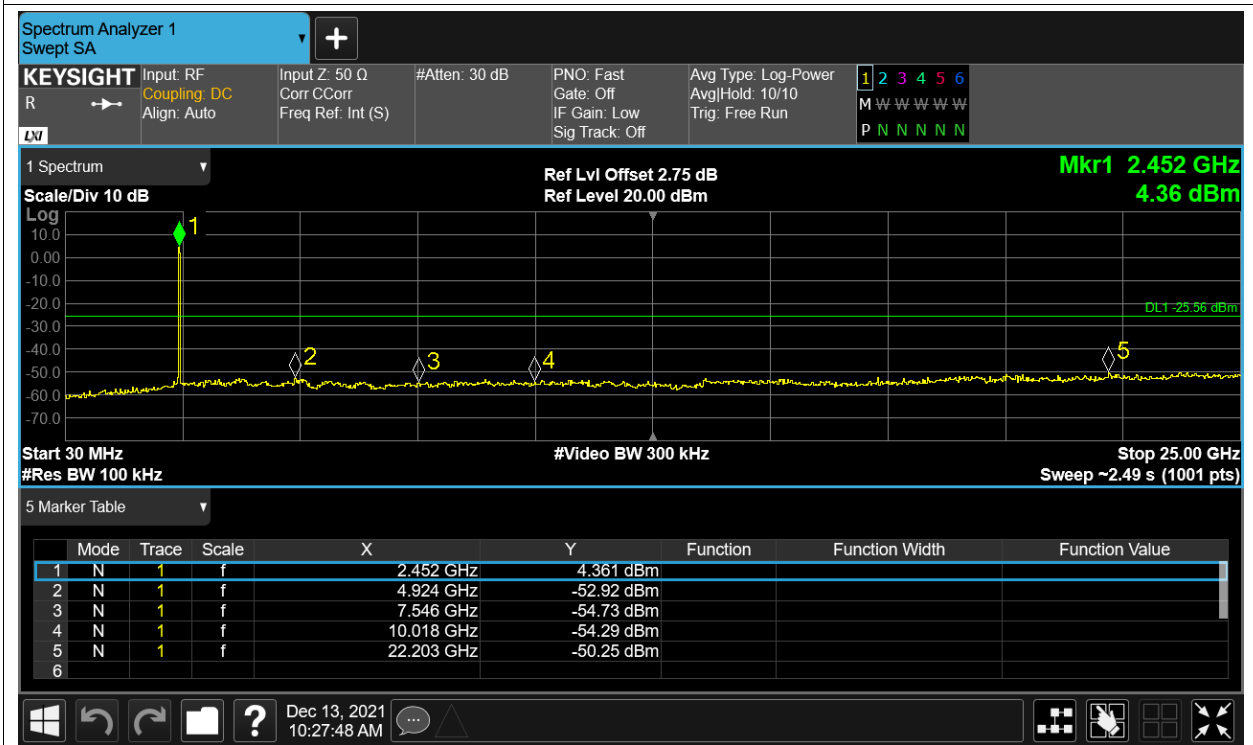 Spectrum Analyzer 1
Swept SA
KEYSIGHT Input: RF Input Z: 50 Ω #Atten: 30 dB PNO: Fast Avg Type: Log-Power 1 2 3 4 5 6
R Coupling: DC Corr CCorr Gate: Off Avg|Hold: 10/10 M W W W W W W
Align: Auto Freq Ref: Int (S) IF Gain: Low Trig: Free Run
LXI Sig Track: Off P N N N N N N
1 Spectrum Ref Lvl Offset 2.75 dB Mkr1 2.452 GHz
Scale/Div 10 dB Ref Level 20.00 dBm 4.36 dBm
Log
1
10.0
0.00
-10.0
-20.0
DL1 -25.56 dBm
-30.0
-40.0
2 3 4 5
-50.0
-60.0
-70.0
Start 30 MHz #Video BW 300 kHz Stop 25.00 GHz
#Res BW 100 kHz Sweep ~2.49 s (1001 pts)
5 Marker Table
Mode Trace Scale X Y Function Function Width Function Value
1 N 1 f 2.452 GHz 4.361 dBm
2 N 1 f 4.924 GHz -52.92 dBm
3 N 1 f 7.546 GHz -54.73 dBm
4 N 1 f 10.018 GHz -54.29 dBm
5 N 1 f 22.203 GHz -50.25 dBm
6
? Dec 13, 2021
10:27:48 AM